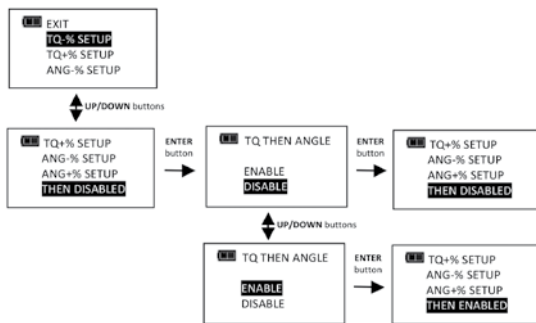 EXIT
TQ-% SETUP
TQ+% SETUP
ANG-% SETUP
UP/DOWN buttons
TQ+% SETUP
ANG-% SETUP
ANG+% SETUP
THEN DISABLED
ENTER
button
TQ THEN ANGLE
ENABLE
DISABLE
ENTER
button
TQ+% SETUP
ANG-% SETUP
ANG+% SETUP
THEN DISABLED
UP/DOWN buttons
TQ THEN ANGLE
ENABLE
DISABLE
ENTER
button
TQ+% SETUP
ANG-% SETUP
ANG+% SETUP
THEN ENABLED